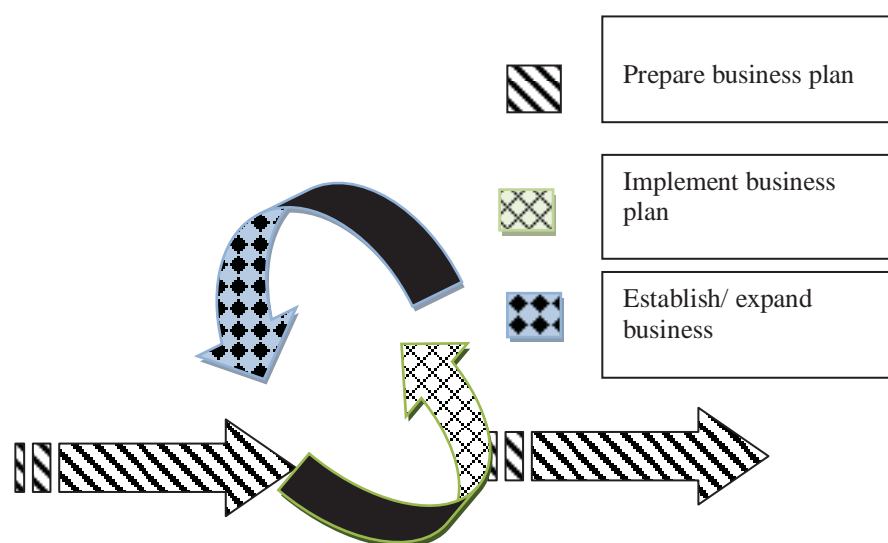 Prepare business plan
Implement business
plan
Establish/ expand
business